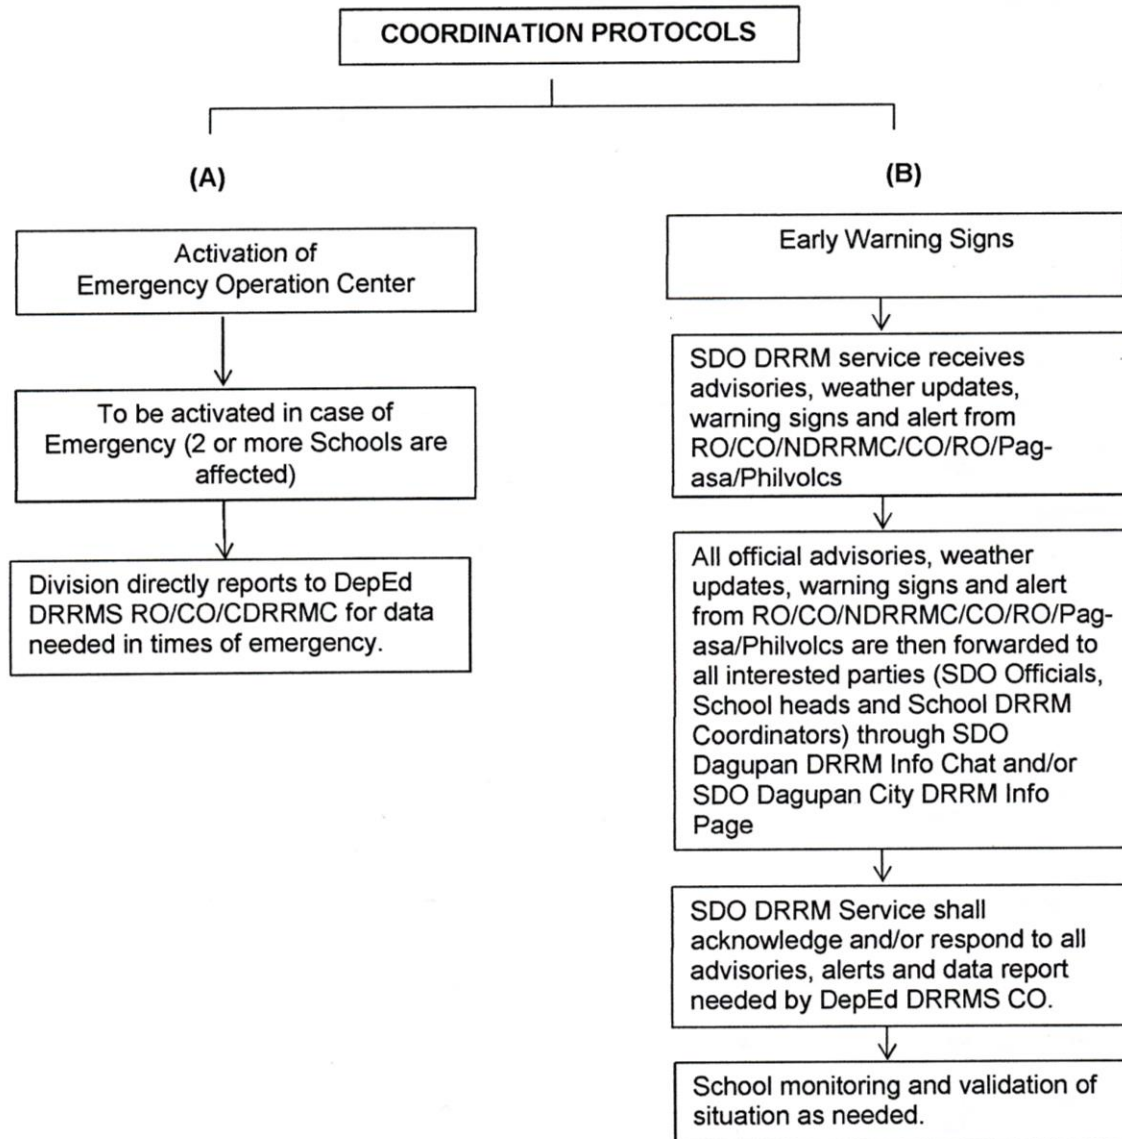 COORDINATION PROTOCOLS
(A)
Activation of
Emergency Operation Center
To be activated in case of
Emergency (2 or more Schools are
affected)
Division directly reports to DepEd
DRRMS RO/CO/CDRRMC for data
needed in times of emergency.
(B)
Early Warning Signs
SDO DRRM service receives
advisories, weather updates,
warning signs and alert from
RO/CO/NDRRMC/CO/RO/Pag-
asa/Philvolcs
All official advisories, weather
updates, warning signs and alert
from RO/CO/NDRRMC/CO/RO/Pag-
asa/Philvolcs are then forwarded to
all interested parties (SDO Officials,
School heads and School DRRM
Coordinators) through SDO
Dagupan DRRM Info Chat and/or
SDO Dagupan City DRRM Info
Page
SDO DRRM Service shall
acknowledge and/or respond to all
advisories, alerts and data report
needed by DepEd DRRMS CO.
School monitoring and validation of
situation as needed.